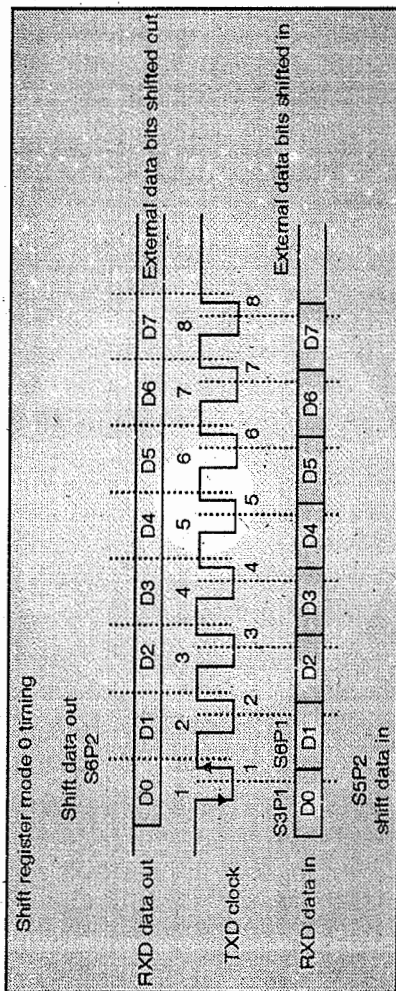 Shift register mode 0 timing
Shift data out
S6P2
RXD data out D0 D1 D2 D3 D4 D5 D6 D7 External data bits shifted out
1 2 3 4 5 6 7 8
TXD clock
1 2 3 4 5 6 7 8
S3P1 S6P1
RXD data in D0 D1 D2 D3 D4 D5 D6 D7 External data bits shifted in
S5P2
shift data in